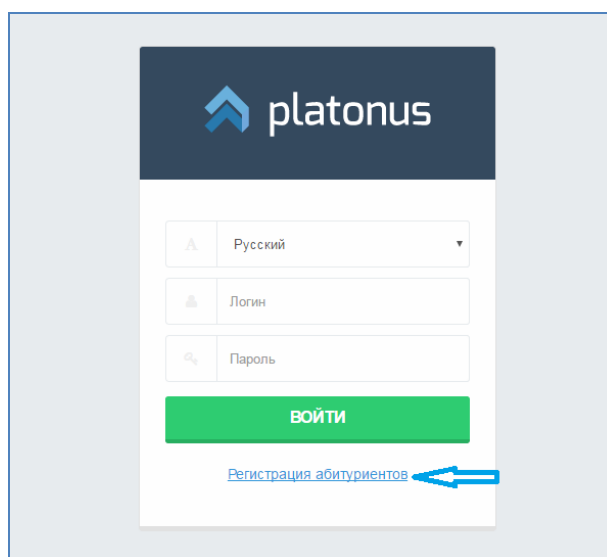 platonus
Русский
Логин
Пароль
ВОЙТИ
Регистрация абитуриентов